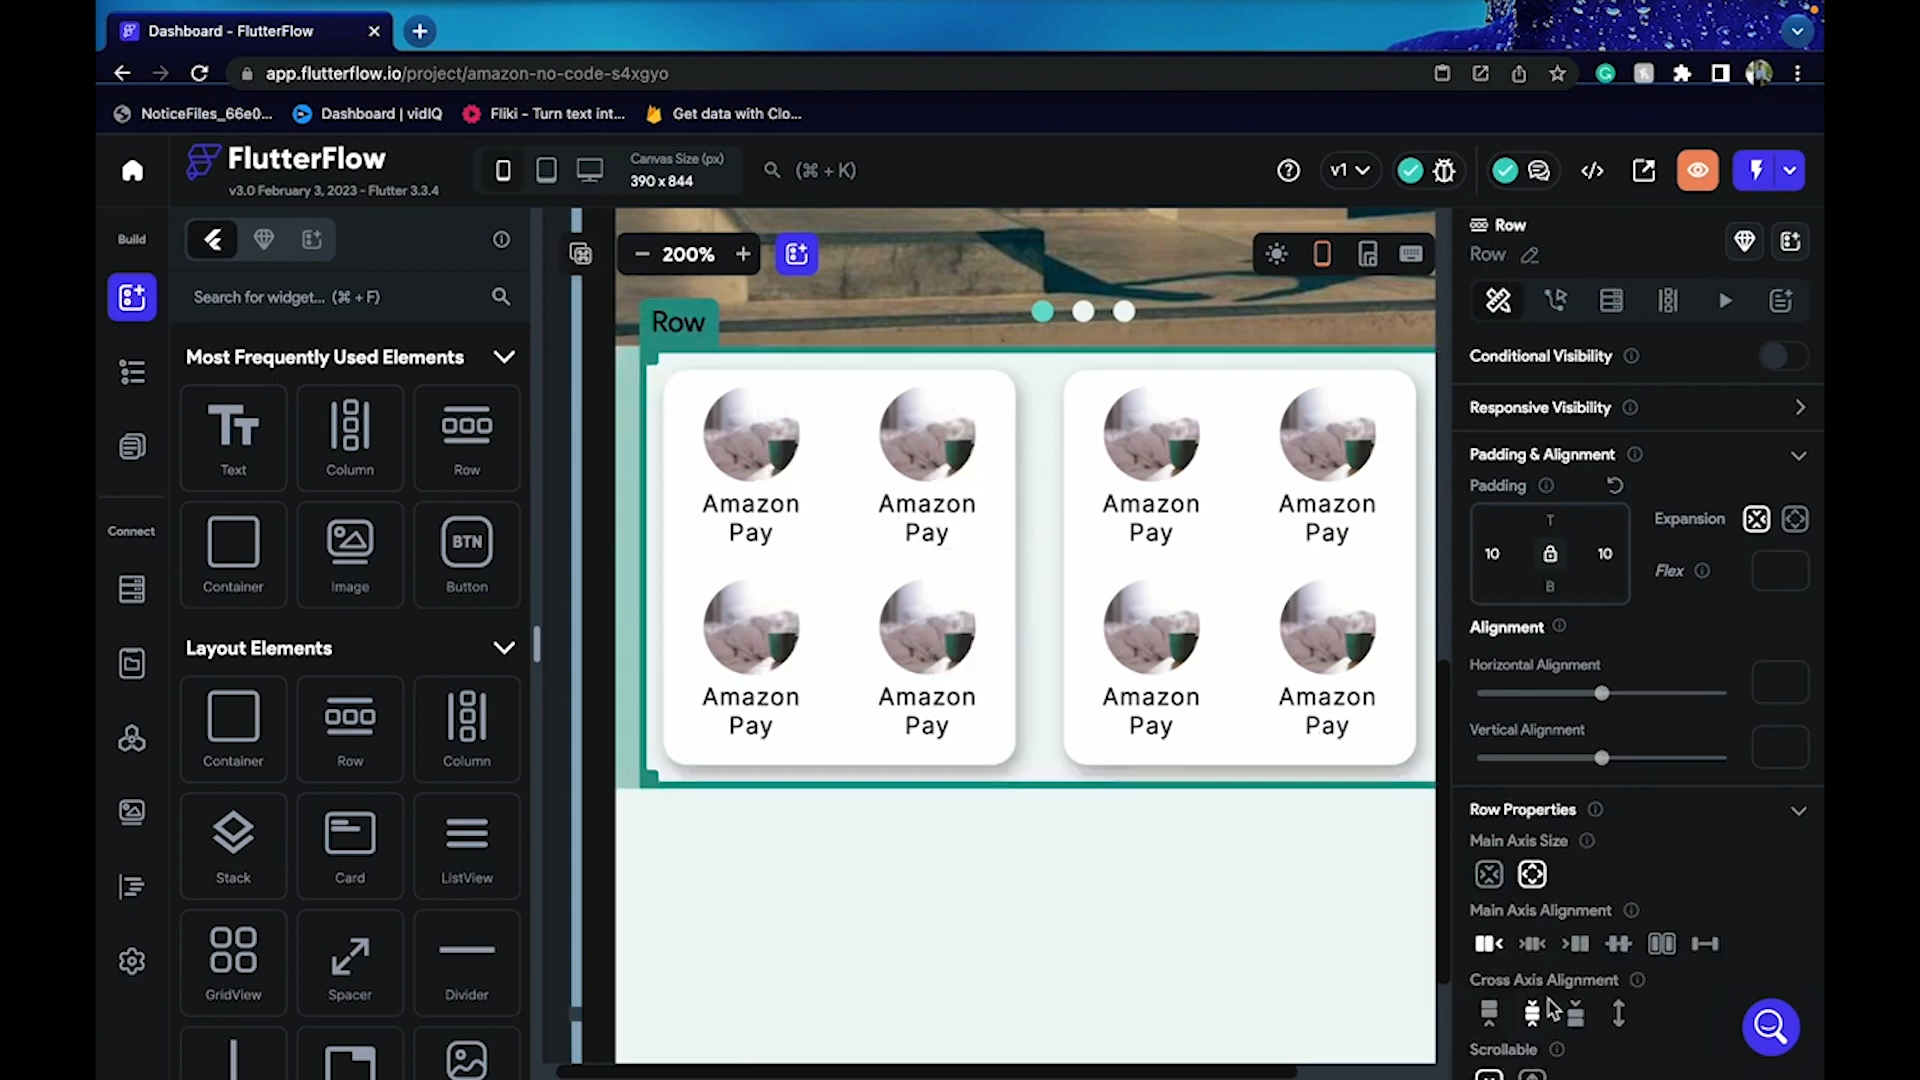 Dashboard - FlutterFlow
app.flutterflow.io/project/amazon-no-code-s4xgyo
NoticeFiles_66e0... Dashboard | vidIQ Fliki - Turn text int... Get data with Clo...
FlutterFlow
v3.0 February 3, 2023 - Flutter 3.3.4
Canvas Size (px)
390 x 844
(⌘ + K)
v1
Build
Search for widget... (⌘ + F)
200%
Row
Row
Row
Most Frequently Used Elements
Conditional Visibility
Responsive Visibility
Text Column Row
Padding & Alignment
Padding
Amazon Pay
Amazon Pay
Amazon Pay
Amazon Pay
T
Expansion
10
10
B
Flex
Connect
BTN
Container Image Button
Alignment
Layout Elements
Horizontal Alignment
Amazon Pay
Amazon Pay
Amazon Pay
Amazon Pay
Vertical Alignment
Container Row Column
Row Properties
Main Axis Size
Stack Card ListView
Main Axis Alignment
GridView Spacer Divider
Cross Axis Alignment
Scrollable